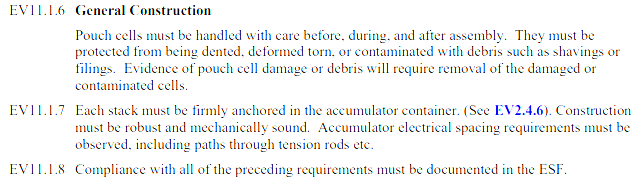 EV11.1.6 General Construction
Pouch cells must be handled with care before, during, and after assembly. They must be
protected from being dented, deformed torn, or contaminated with debris such as shavings or
filings. Evidence of pouch cell damage or debris will require removal of the damaged or
contaminated cells.
EV11.1.7 Each stack must be firmly anchored in the accumulator container. (See EV2.4.6). Construction
must be robust and mechanically sound. Accumulator electrical spacing requirements must be
observed, including paths through tension rods etc.
EV11.1.8 Compliance with all of the preceding requirements must be documented in the ESF.